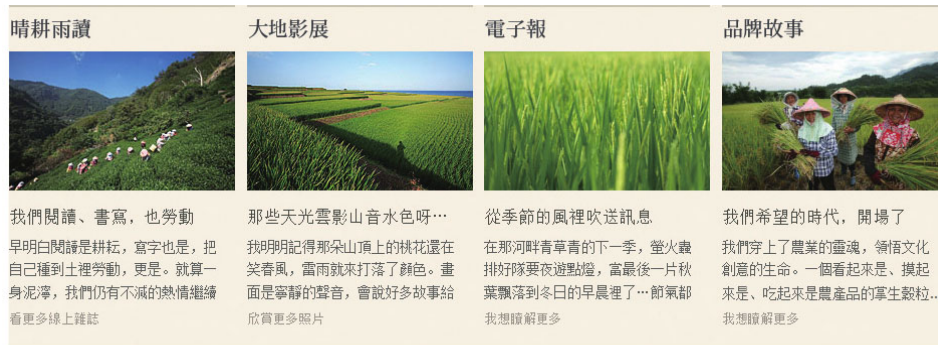 晴耕雨讀
我們閱讀、書寫，也勞動
早明白閱讀是耕耘，寫字也是，把
自己種到土裡勞動，更是。就算一
身泥濘，我們仍有不滅的熱情繼續
看更多線上雜誌
大地影展
那些天光雲影山音水色呀…
我明明記得那朵山頂上的桃花還在
笑春風，雷雨就來打落了顏色。畫
面是寧靜的聲音，會說好多故事給
欣賞更多照片
電子報
從季節的風裡吹送訊息
在那河畔青草青的下一季，螢火蟲
排好隊要夜遊點燈，當最後一片秋
葉飄落到冬日的早晨裡了…節氣都
我想瞭解更多
品牌故事
我們希望的時代，開場了
我們穿上了農業的靈魂，領悟文化
創意的生命。一個看起來是、摸起
來是、吃起來是農產品的掌生穀粒..
我想瞭解更多